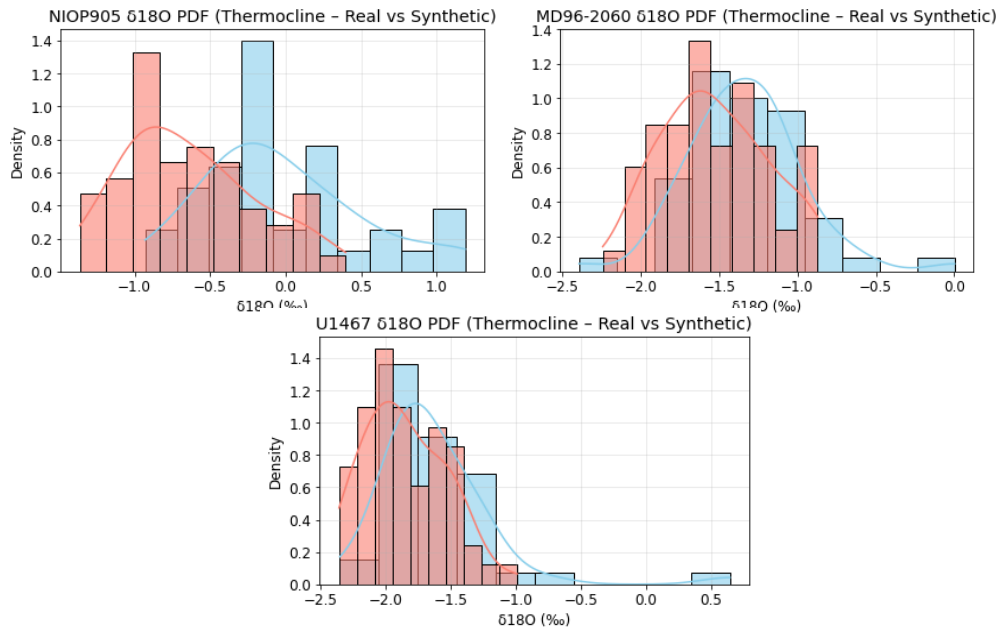 NIOP905 δ18O PDF (Thermocline – Real vs Synthetic)
1.4
1.2
1.0
0.8
0.6
0.4
0.2
0.0
Density
−1.0 −0.5 0.0 0.5 1.0
δ18O (‰)
MD96-2060 δ18O PDF (Thermocline – Real vs Synthetic)
1.4
1.2
1.0
0.8
0.6
0.4
0.2
0.0
Density
−2.5 −2.0 −1.5 −1.0 −0.5 0.0
δ18O (‰)
U1467 δ18O PDF (Thermocline – Real vs Synthetic)
1.4
1.2
1.0
0.8
0.6
0.4
0.2
0.0
Density
−2.5 −2.0 −1.5 −1.0 −0.5 0.0 0.5
δ18O (‰)